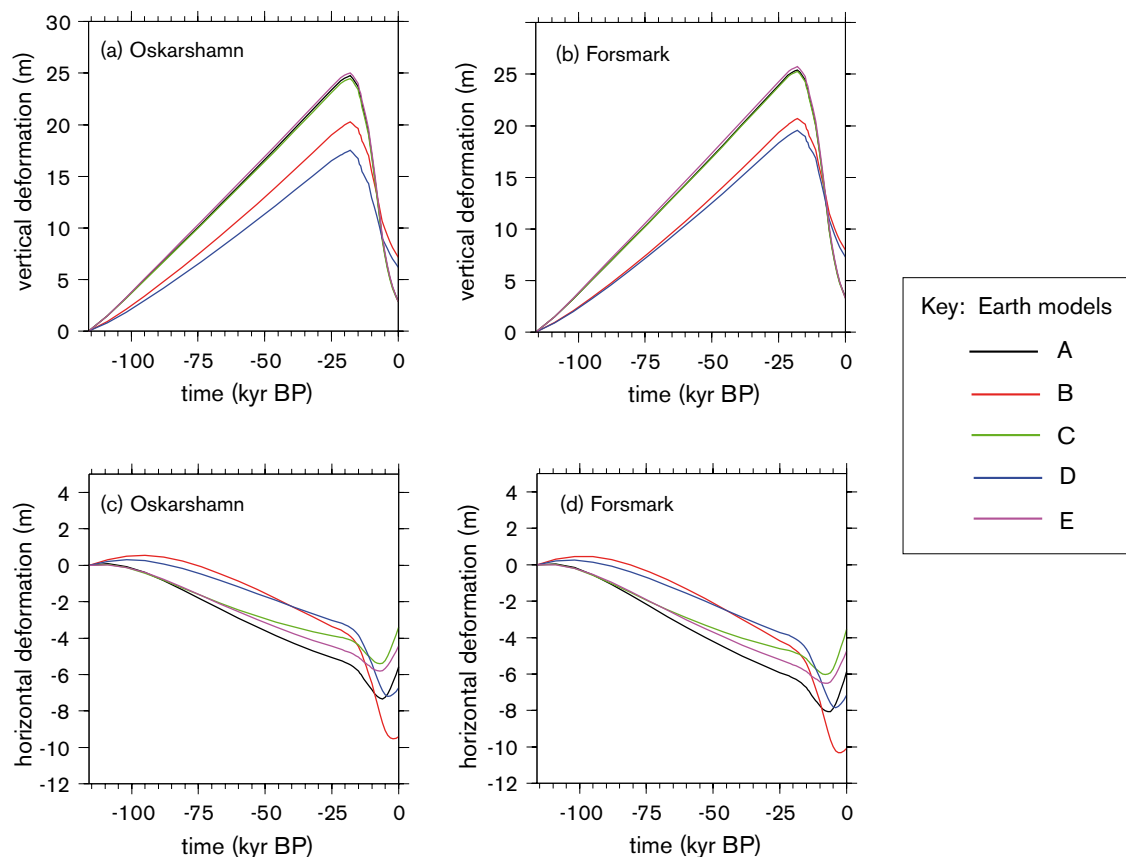 (a) Oskarshamn
vertical deformation (m)
30
25
20
15
10
5
0
-100
-75
-50
-25
0
time (kyr BP)
(b) Forsmark
vertical deformation (m)
25
20
15
10
5
0
-100
-75
-50
-25
0
time (kyr BP)
(c) Oskarshamn
horizontal deformation (m)
4
2
0
-2
-4
-6
-8
-10
-12
-100
-75
-50
-25
0
time (kyr BP)
(d) Forsmark
horizontal deformation (m)
4
2
0
-2
-4
-6
-8
-10
-12
-100
-75
-50
-25
0
time (kyr BP)
Key: Earth models
A
B
C
D
E